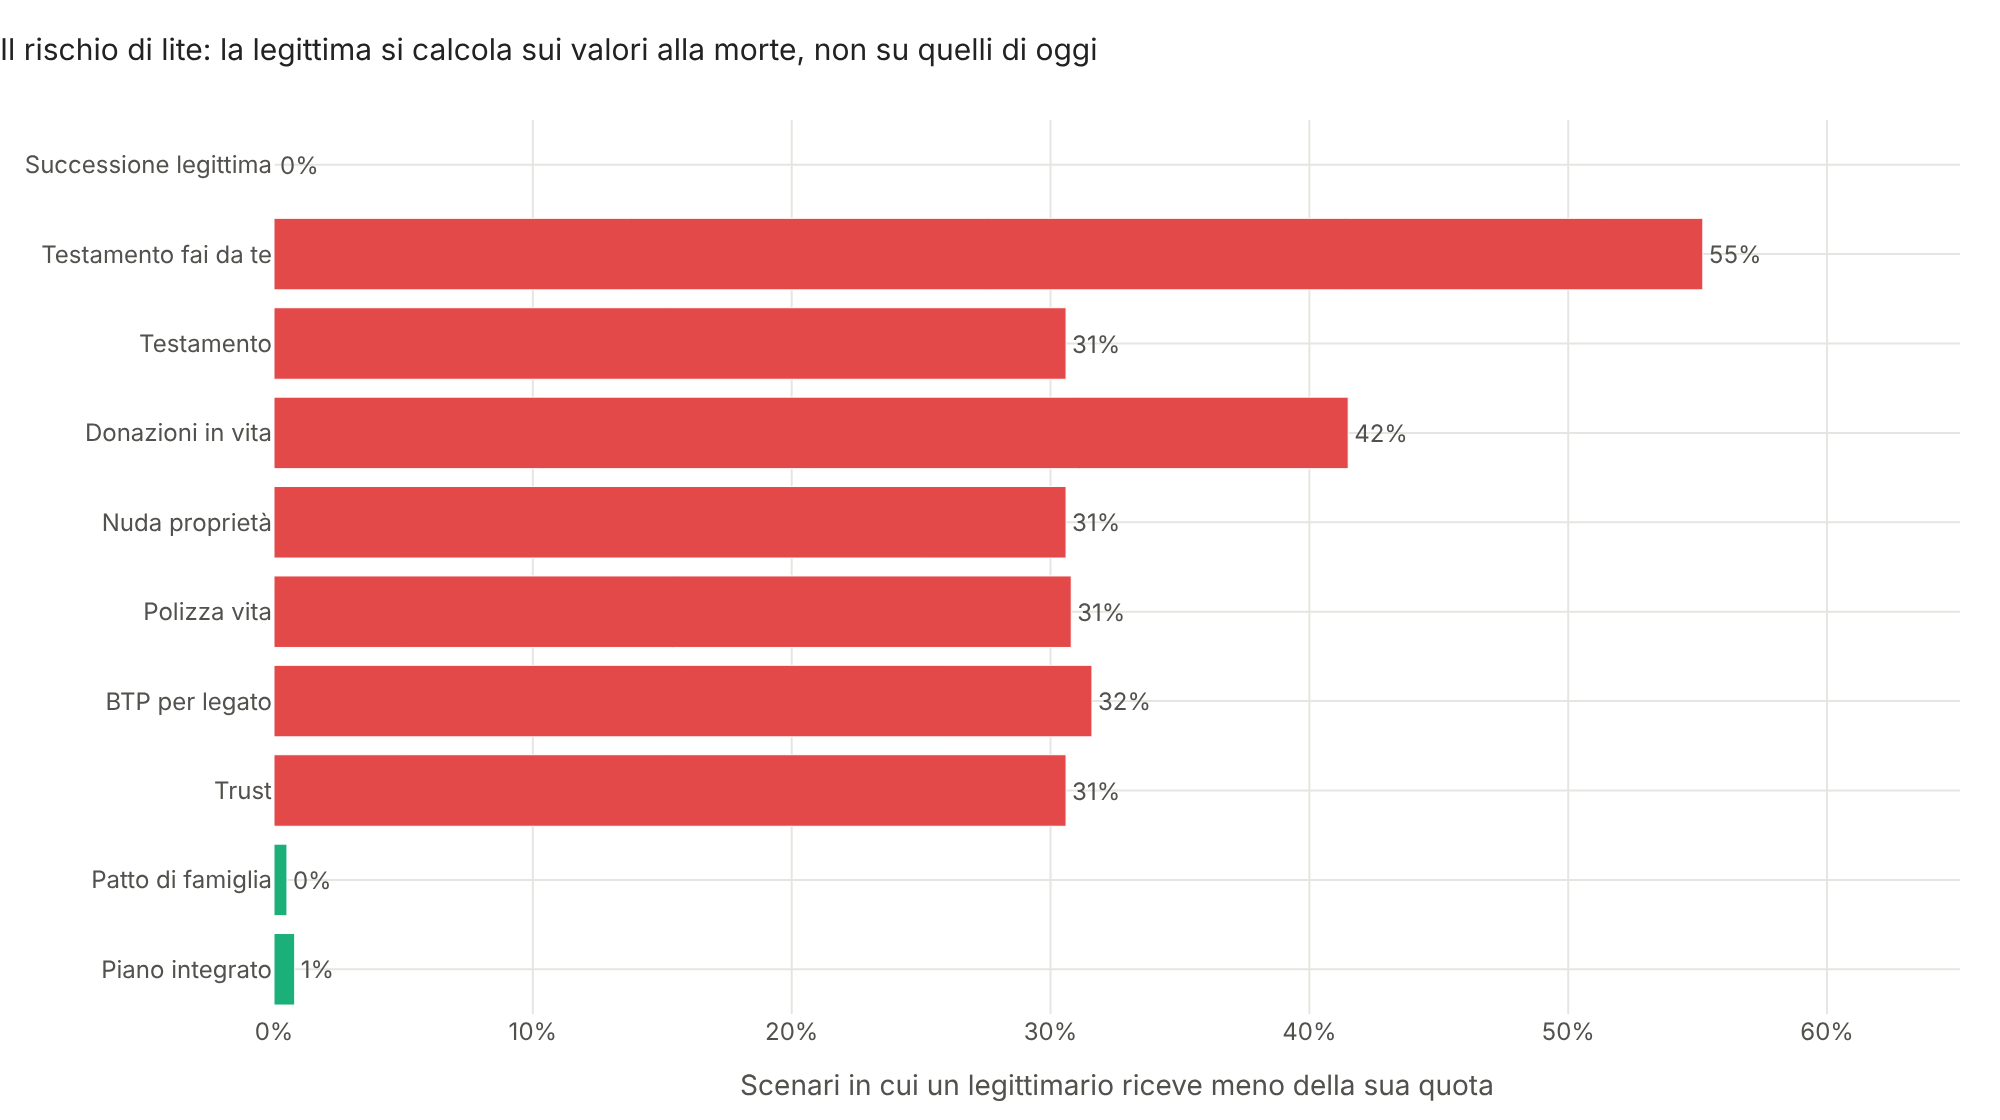 Il rischio di lite: la legittima si calcola sui valori alla morte, non su quelli di oggi
Successione legittima 0%
Testamento fai da te 55%
Testamento 31%
Donazioni in vita 42%
Nuda proprietà 31%
Polizza vita 31%
BTP per legato 32%
Trust 31%
Patto di famiglia 0%
Piano integrato 1%
0% 10% 20% 30% 40% 50% 60%
Scenari in cui un legittimario riceve meno della sua quota